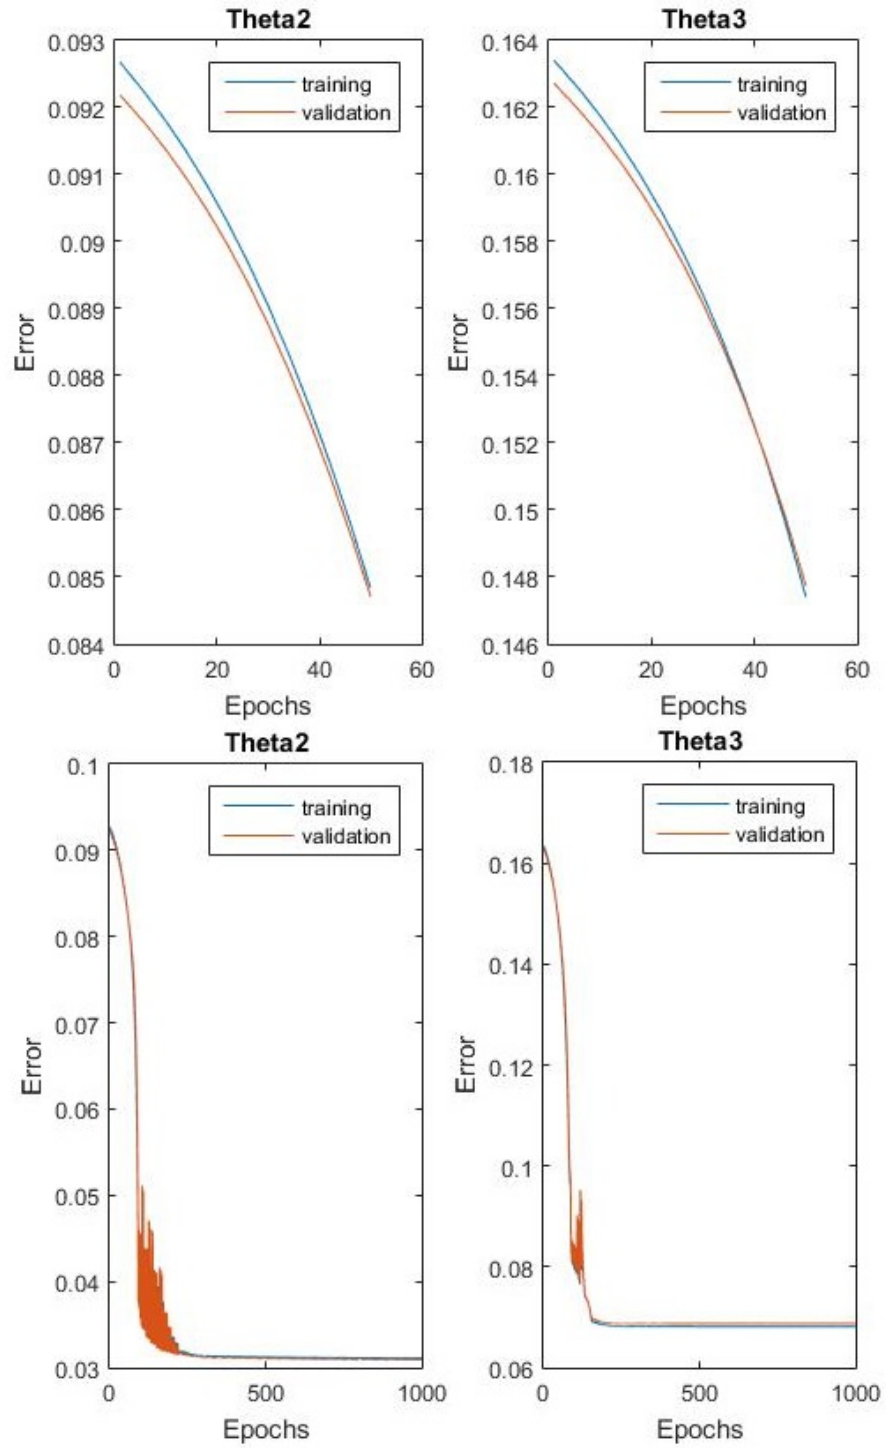 Theta2
0.093
0.092
0.091
0.09
0.089
0.088
0.087
0.086
0.085
0.084
Error
training
validation
0
20
40
60
Epochs
Theta3
0.164
0.162
0.16
0.158
0.156
0.154
0.152
0.15
0.148
0.146
Error
training
validation
0
20
40
60
Epochs
Theta2
0.1
0.09
0.08
0.07
0.06
0.05
0.04
0.03
Error
training
validation
0
500
1000
Epochs
Theta3
0.18
0.16
0.14
0.12
0.1
0.08
0.06
Error
training
validation
0
500
1000
Epochs